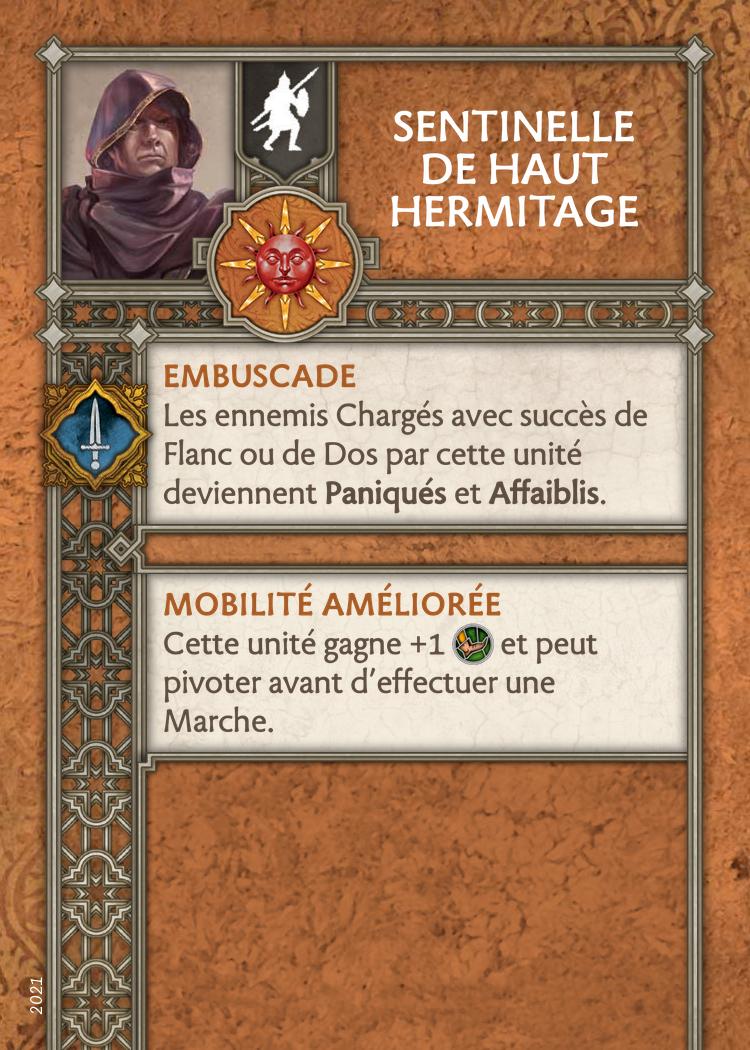 SENTINELLE
DE HAUT
HERMITAGE
EMBUSCADE
Les ennemis Chargés avec succès de
Flanc ou de Dos par cette unité
deviennent Paniqués et Affaiblis.
MOBILITÉ AMÉLIORÉE
Cette unité gagne +1 et peut
pivoter avant d’effectuer une
Marche.
2021